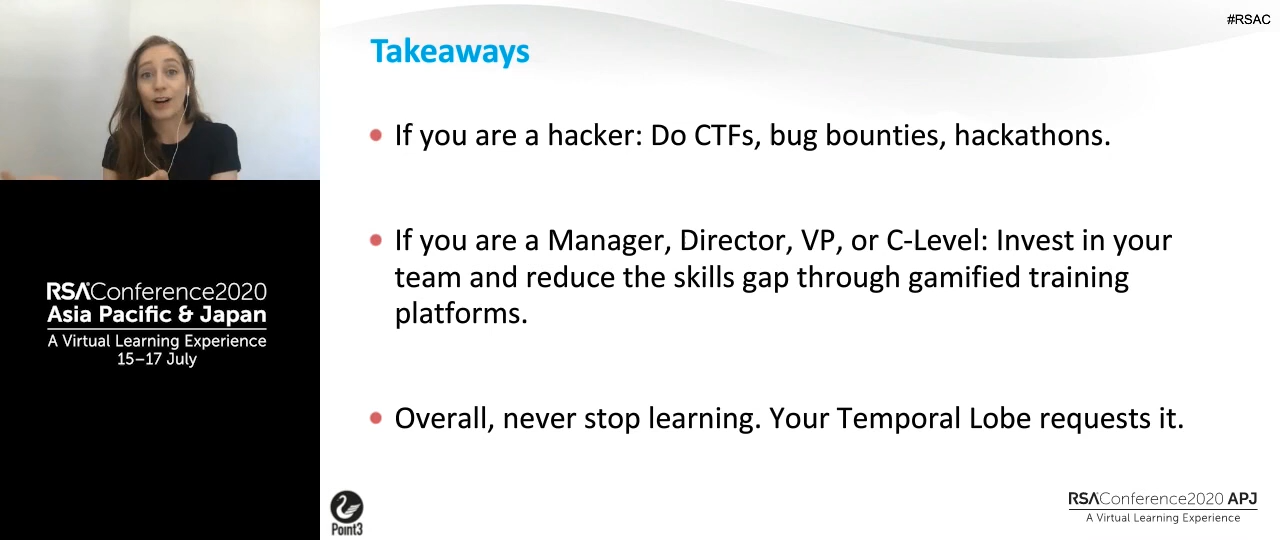 #RSAC
Takeaways
If you are a hacker: Do CTFs, bug bounties, hackathons.
If you are a Manager, Director, VP, or C-Level: Invest in your
team and reduce the skills gap through gamified training
platforms.
Overall, never stop learning. Your Temporal Lobe requests it.
RSAConference2020
Asia Pacific & Japan
A Virtual Learning Experience
15–17 July
Point3
RSAConference2020 APJ
A Virtual Learning Experience